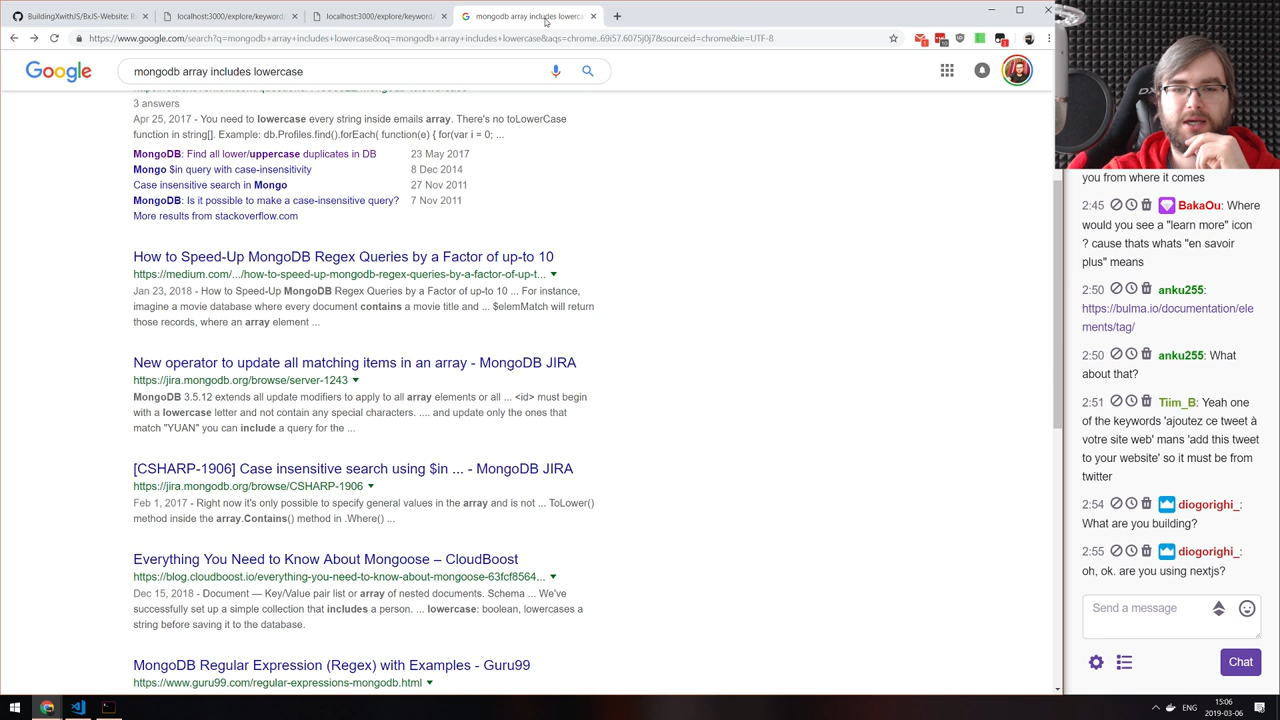 BuildingXwithJS/BxJS-Website: B
localhost:3000/explore/keyword
localhost:3000/explore/keyword
mongodb array includes lowerca
https://www.google.com/search?q=mongodb+array+includes+lowercase&oq=mongodb+array+includes+lowercase&aqs=chrome..69i57.6075j0j7&sourceid=chrome&ie=UTF-8
Google
mongodb array includes lowercase
3 answers
Apr 25, 2017 - You need to lowercase every string inside emails array. There's no toLowerCase
function in string[]. Example: db.Profiles.find().forEach( function(e) { for(var i = 0; ...
MongoDB: Find all lower/uppercase duplicates in DB 23 May 2017
Mongo $in query with case-insensitivity 8 Dec 2014
Case insensitive search in Mongo 27 Nov 2011
MongoDB: Is it possible to make a case-insensitive query? 7 Nov 2011
More results from stackoverflow.com
How to Speed-Up MongoDB Regex Queries by a Factor of up-to 10
https://medium.com/.../how-to-speed-up-mongodb-regex-queries-by-a-factor-of-up-t...
Jan 23, 2018 - How to Speed-Up MongoDB Regex Queries by a Factor of up-to 10 ... For instance,
imagine a movie database where every document contains a movie title and ... $elemMatch will return
those records, where an array element ...
New operator to update all matching items in an array - MongoDB JIRA
https://jira.mongodb.org/browse/server-1243
MongoDB 3.5.12 extends all update modifiers to apply to all array elements or all ... <id> must begin
with a lowercase letter and not contain any special characters. .... and update only the ones that
match "YUAN" you can include a query for the ...
[CSHARP-1906] Case insensitive search using $in ... - MongoDB JIRA
https://jira.mongodb.org/browse/CSHARP-1906
Feb 1, 2017 - Right now it's only possible to specify general values in the array and is not ... ToLower()
method inside the array.Contains() method in .Where() ...
Everything You Need to Know About Mongoose – CloudBoost
https://blog.cloudboost.io/everything-you-need-to-know-about-mongoose-63fcf8564...
Dec 15, 2018 - Document — Key/Value pair list or array of nested documents. Schema ... We've
successfully set up a simple collection that includes a person. ... lowercase: boolean, lowercases a
string before saving it to the database.
MongoDB Regular Expression (Regex) with Examples - Guru99
https://www.guru99.com/regular-expressions-mongodb.html
you from where it comes
2:45 BakaOu: Where
would you see a "learn more" icon
? cause thats whats "en savoir
plus" means
2:50 anku255:
https://bulma.io/documentation/ele
ments/tag/
2:50 anku255: What
about that?
2:51 Tiim_B: Yeah one
of the keywords 'ajoutez ce tweet à
votre site web' mans 'add this tweet
to your website' so it must be from
twitter
2:54 diogorighi_:
What are you building?
2:55 diogorighi_:
oh, ok. are you using nextjs?
Send a message
Chat
ENG
15:06
2019-03-06